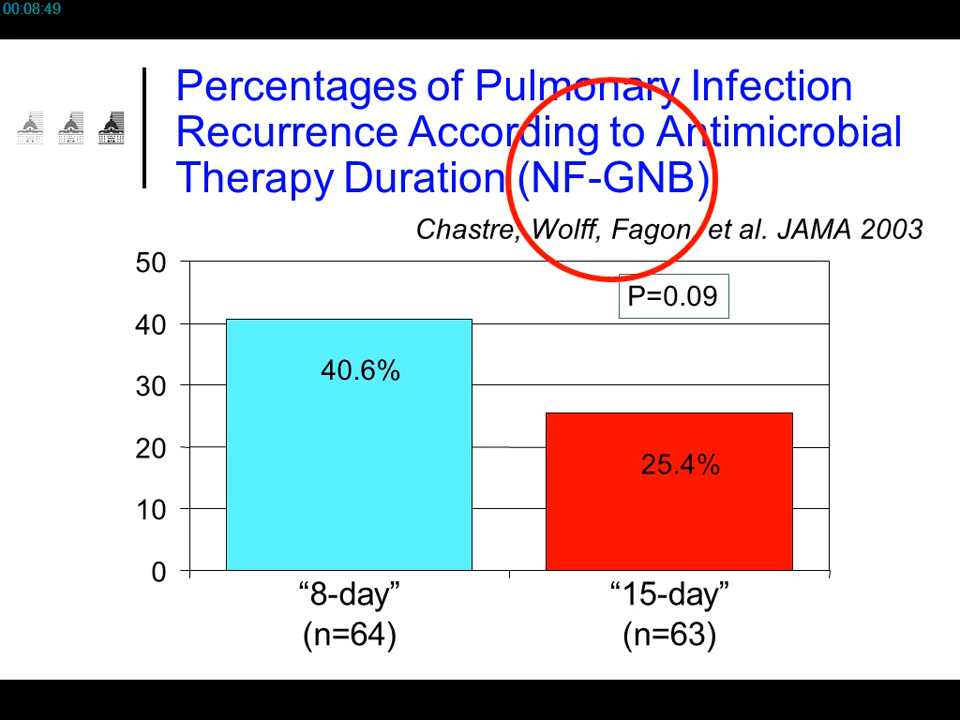 00:08:49
Percentages of Pulmonary Infection
Recurrence According to Antimicrobial
Therapy Duration (NF-GNB)
Chastre, Wolff, Fagon, et al. JAMA 2003
50
P=0.09
40
40.6%
30
20
25.4%
10
0
“8-day” “15-day”
(n=64) (n=63)